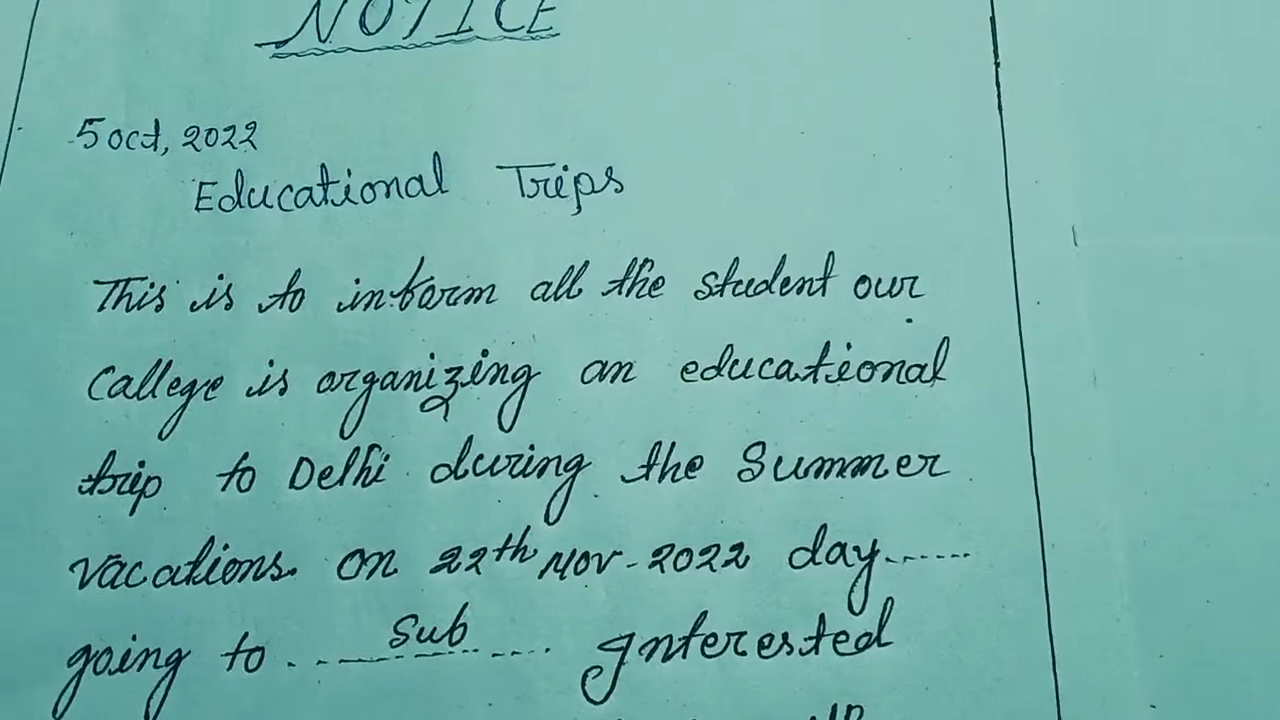 NOTICE
5 oct, 2022
Educational Trips
This is to inform all the student our
College is organizing an educational
trip to Delhi during the Summer
vacations. On 22th Nov-2022 day.......
going to ...... Sub ...... Interested